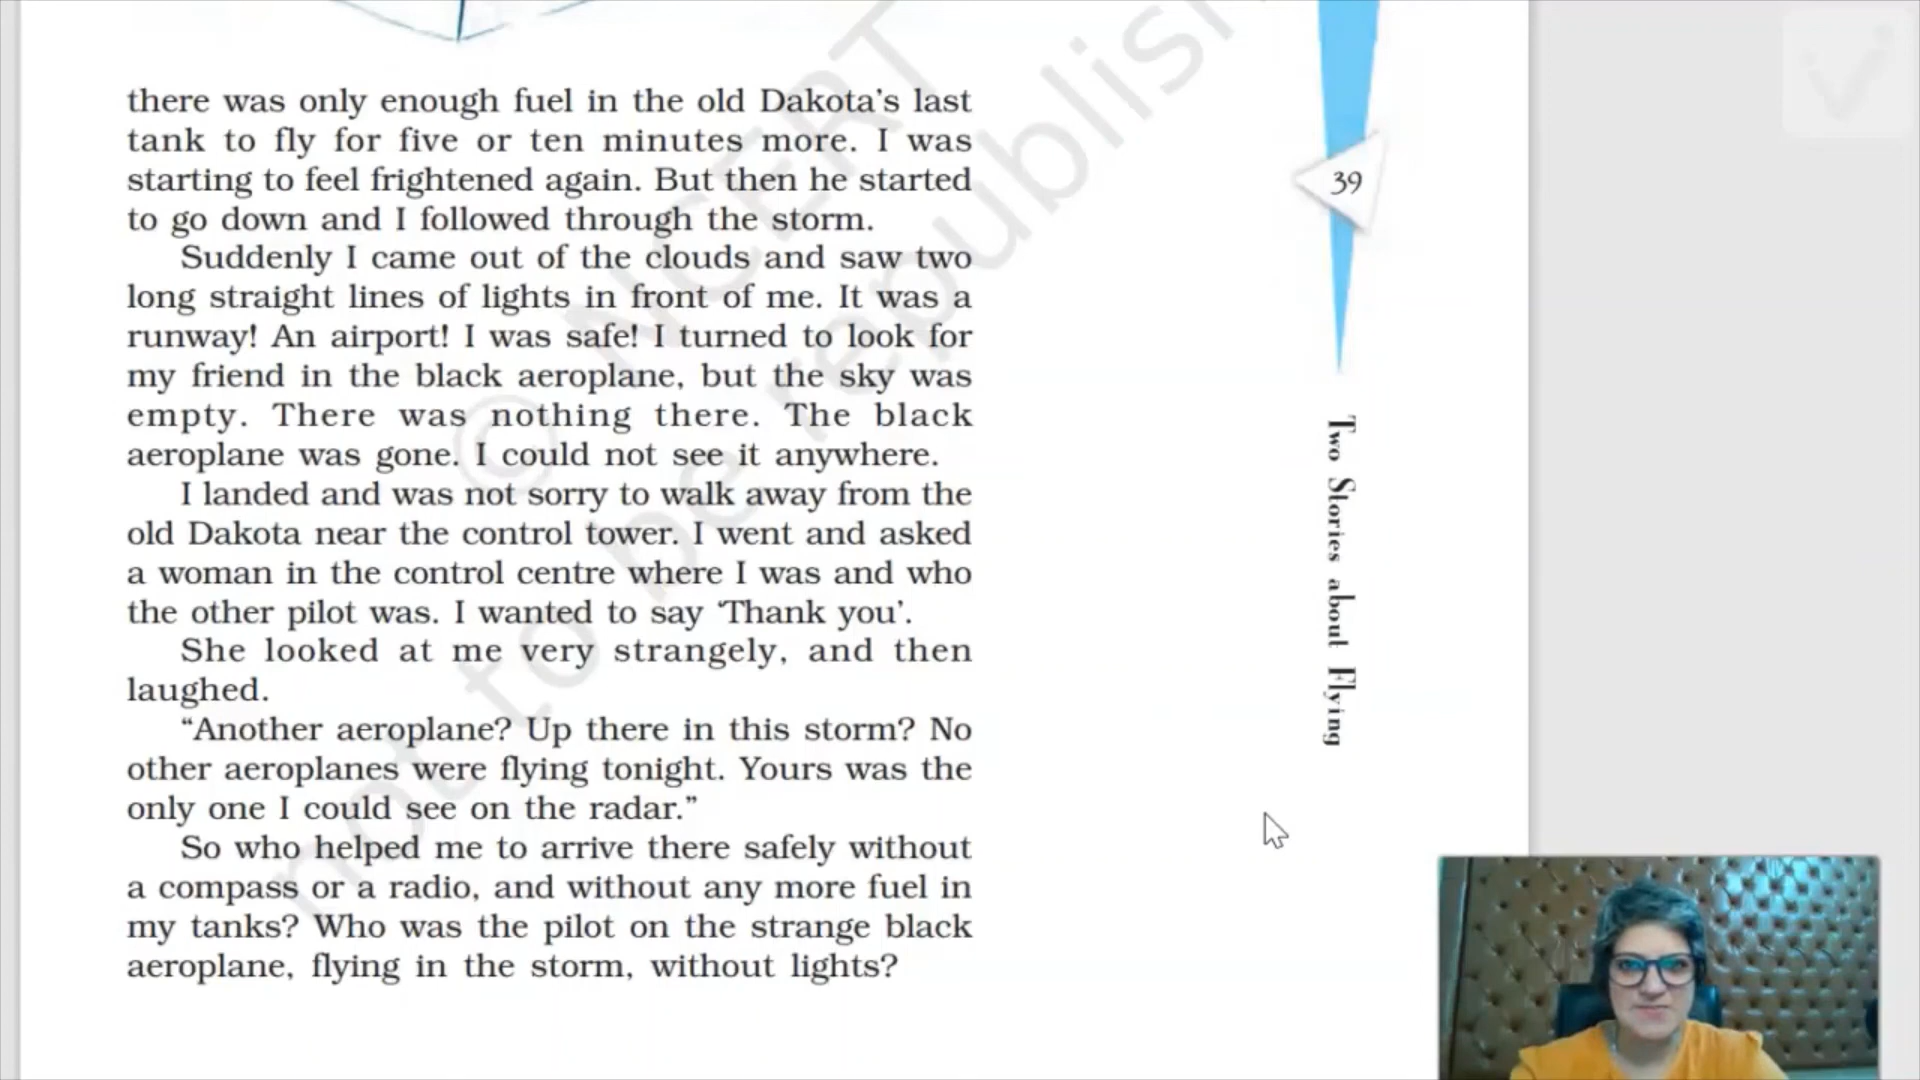 there was only enough fuel in the old Dakota’s last
tank to fly for five or ten minutes more. I was
starting to feel frightened again. But then he started
to go down and I followed through the storm.
Suddenly I came out of the clouds and saw two
long straight lines of lights in front of me. It was a
runway! An airport! I was safe! I turned to look for
my friend in the black aeroplane, but the sky was
empty. There was nothing there. The black
aeroplane was gone. I could not see it anywhere.
I landed and was not sorry to walk away from the
old Dakota near the control tower. I went and asked
a woman in the control centre where I was and who
the other pilot was. I wanted to say ‘Thank you’.
She looked at me very strangely, and then
laughed.
“Another aeroplane? Up there in this storm? No
other aeroplanes were flying tonight. Yours was the
only one I could see on the radar.”
So who helped me to arrive there safely without
a compass or a radio, and without any more fuel in
my tanks? Who was the pilot on the strange black
aeroplane, flying in the storm, without lights?
39
Two Stories about Flying
© NCERT
not to be republish